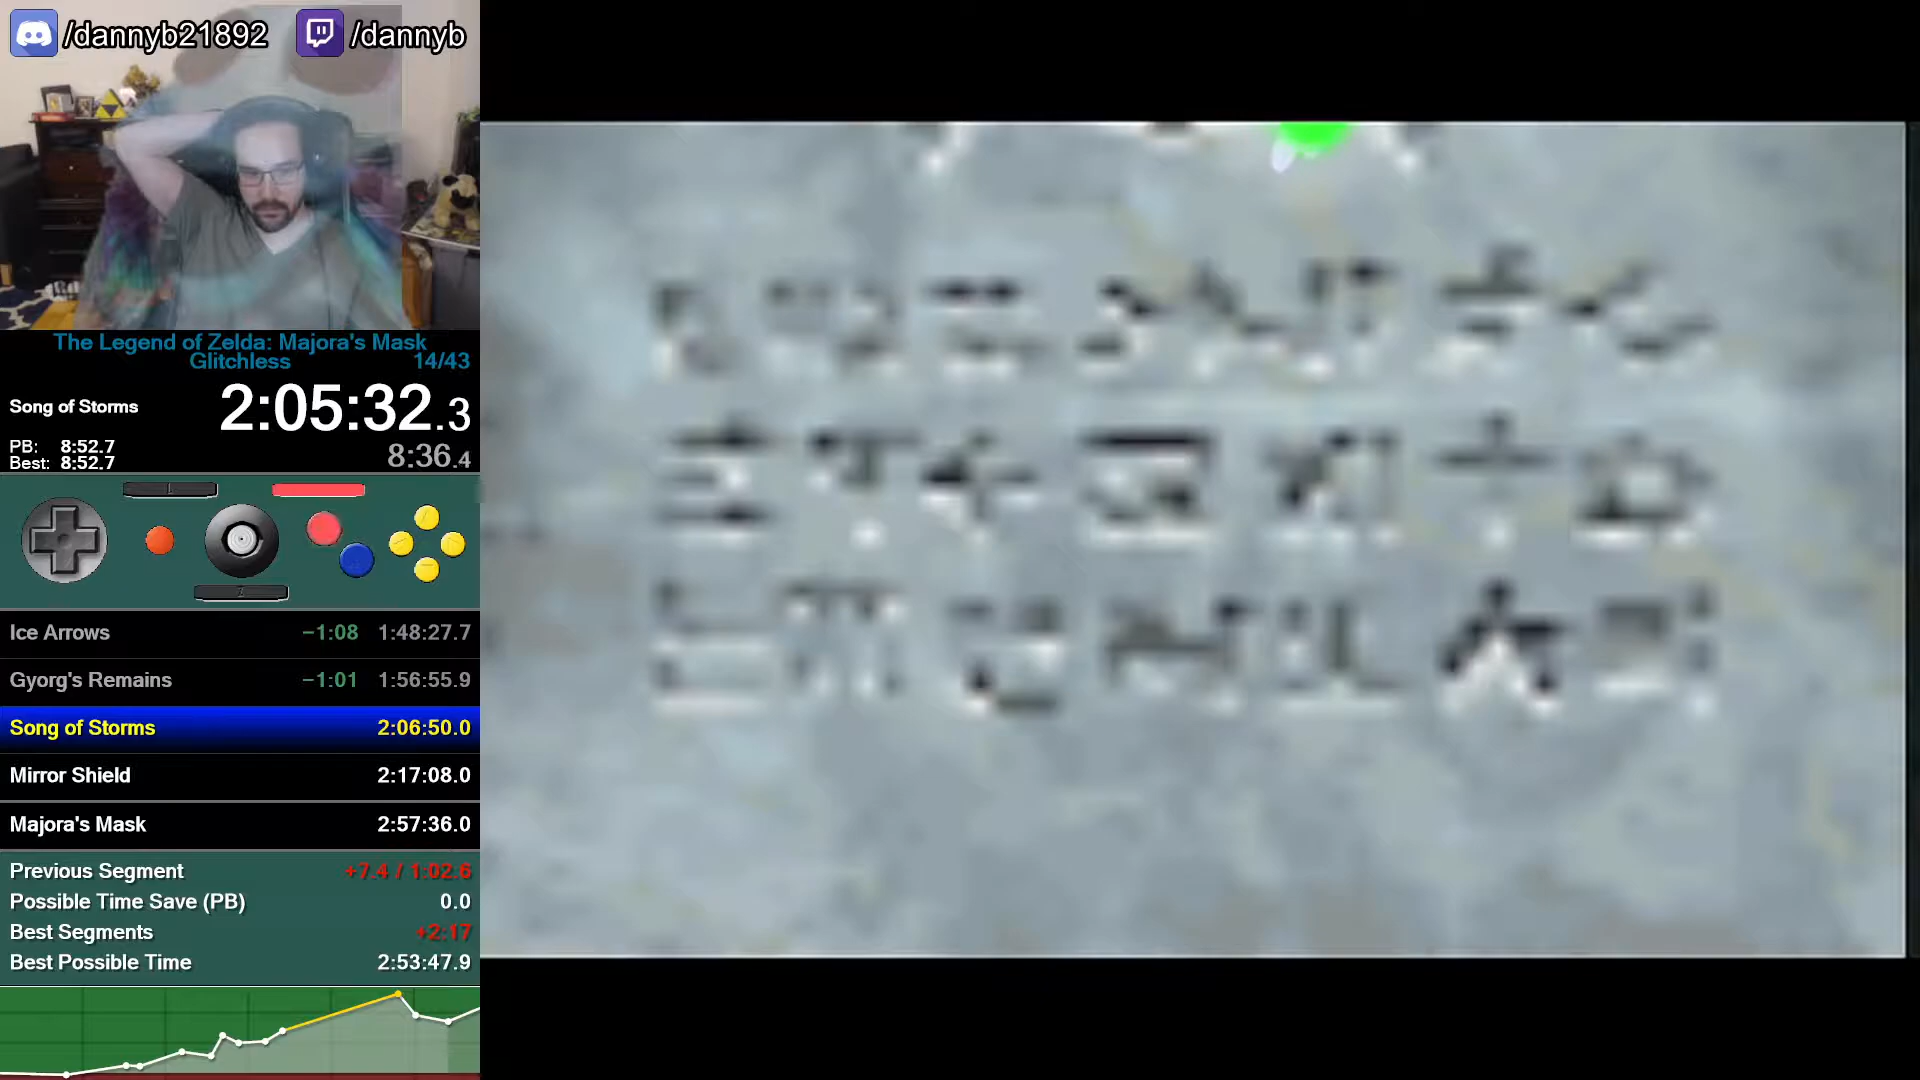 /dannyb21892 /dannyb
The Legend of Zelda: Majora's Mask
Glitchless 14/43
Song of Storms 2:05:32.3
PB: 8:52.7
Best: 8:52.7 8:36.4
Ice Arrows −1:08 1:48:27.7
Gyorg's Remains −1:01 1:56:55.9
Song of Storms 2:06:50.0
Mirror Shield 2:17:08.0
Majora's Mask 2:57:36.0
Previous Segment +7.4 / 1:02.6
Possible Time Save (PB) 0.0
Best Segments +2:17
Best Possible Time 2:53:47.9